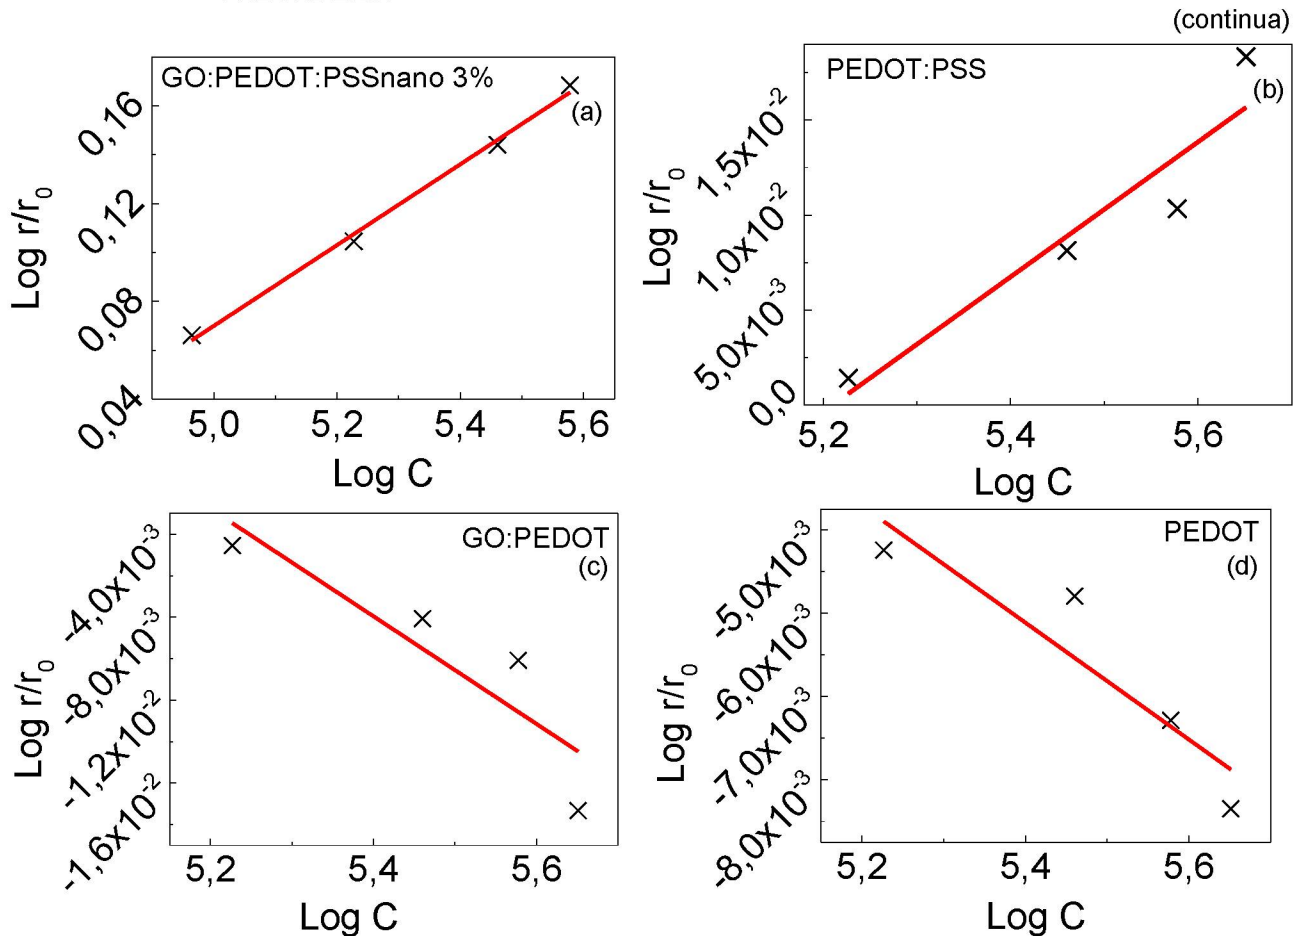 (continua)
GO:PEDOT:PSSnano 3%
(a)
0,16
0,12
0,08
0,04
Log r/r₀
5,0 5,2 5,4 5,6
Log C
PEDOT:PSS
(b)
1,5x10⁻²
1,0x10⁻²
5,0x10⁻³
0,0
Log r/r₀
5,2 5,4 5,6
Log C
GO:PEDOT
(c)
-4,0x10⁻³
-8,0x10⁻³
-1,2x10⁻²
-1,6x10⁻²
Log r/r₀
5,2 5,4 5,6
Log C
PEDOT
(d)
-5,0x10⁻³
-6,0x10⁻³
-7,0x10⁻³
-8,0x10⁻³
Log r/r₀
5,2 5,4 5,6
Log C